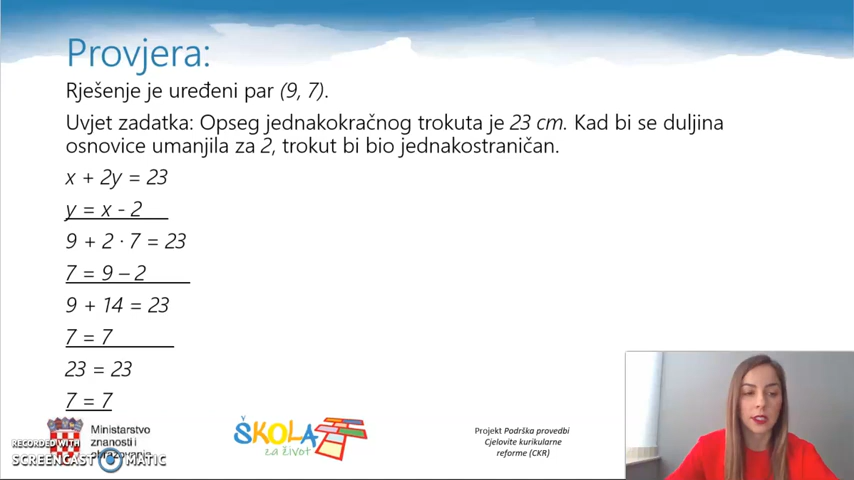 Provjera:
Rješenje je uređeni par (9, 7).
Uvjet zadatka: Opseg jednakokračnog trokuta je 23 cm. Kad bi se duljina
osnovice umanjila za 2, trokut bi bio jednakostraničan.
x + 2y = 23
y = x - 2
9 + 2 · 7 = 23
7 = 9 – 2
9 + 14 = 23
7 = 7
23 = 23
7 = 7
Ministarstvo
znanosti i
obrazovanja
RECORDED WITH
SCREENCAST MATIC
ŠKOLA
za život
Projekt Podrška provedbi
Cjelovite kurikularne
reforme (CKR)